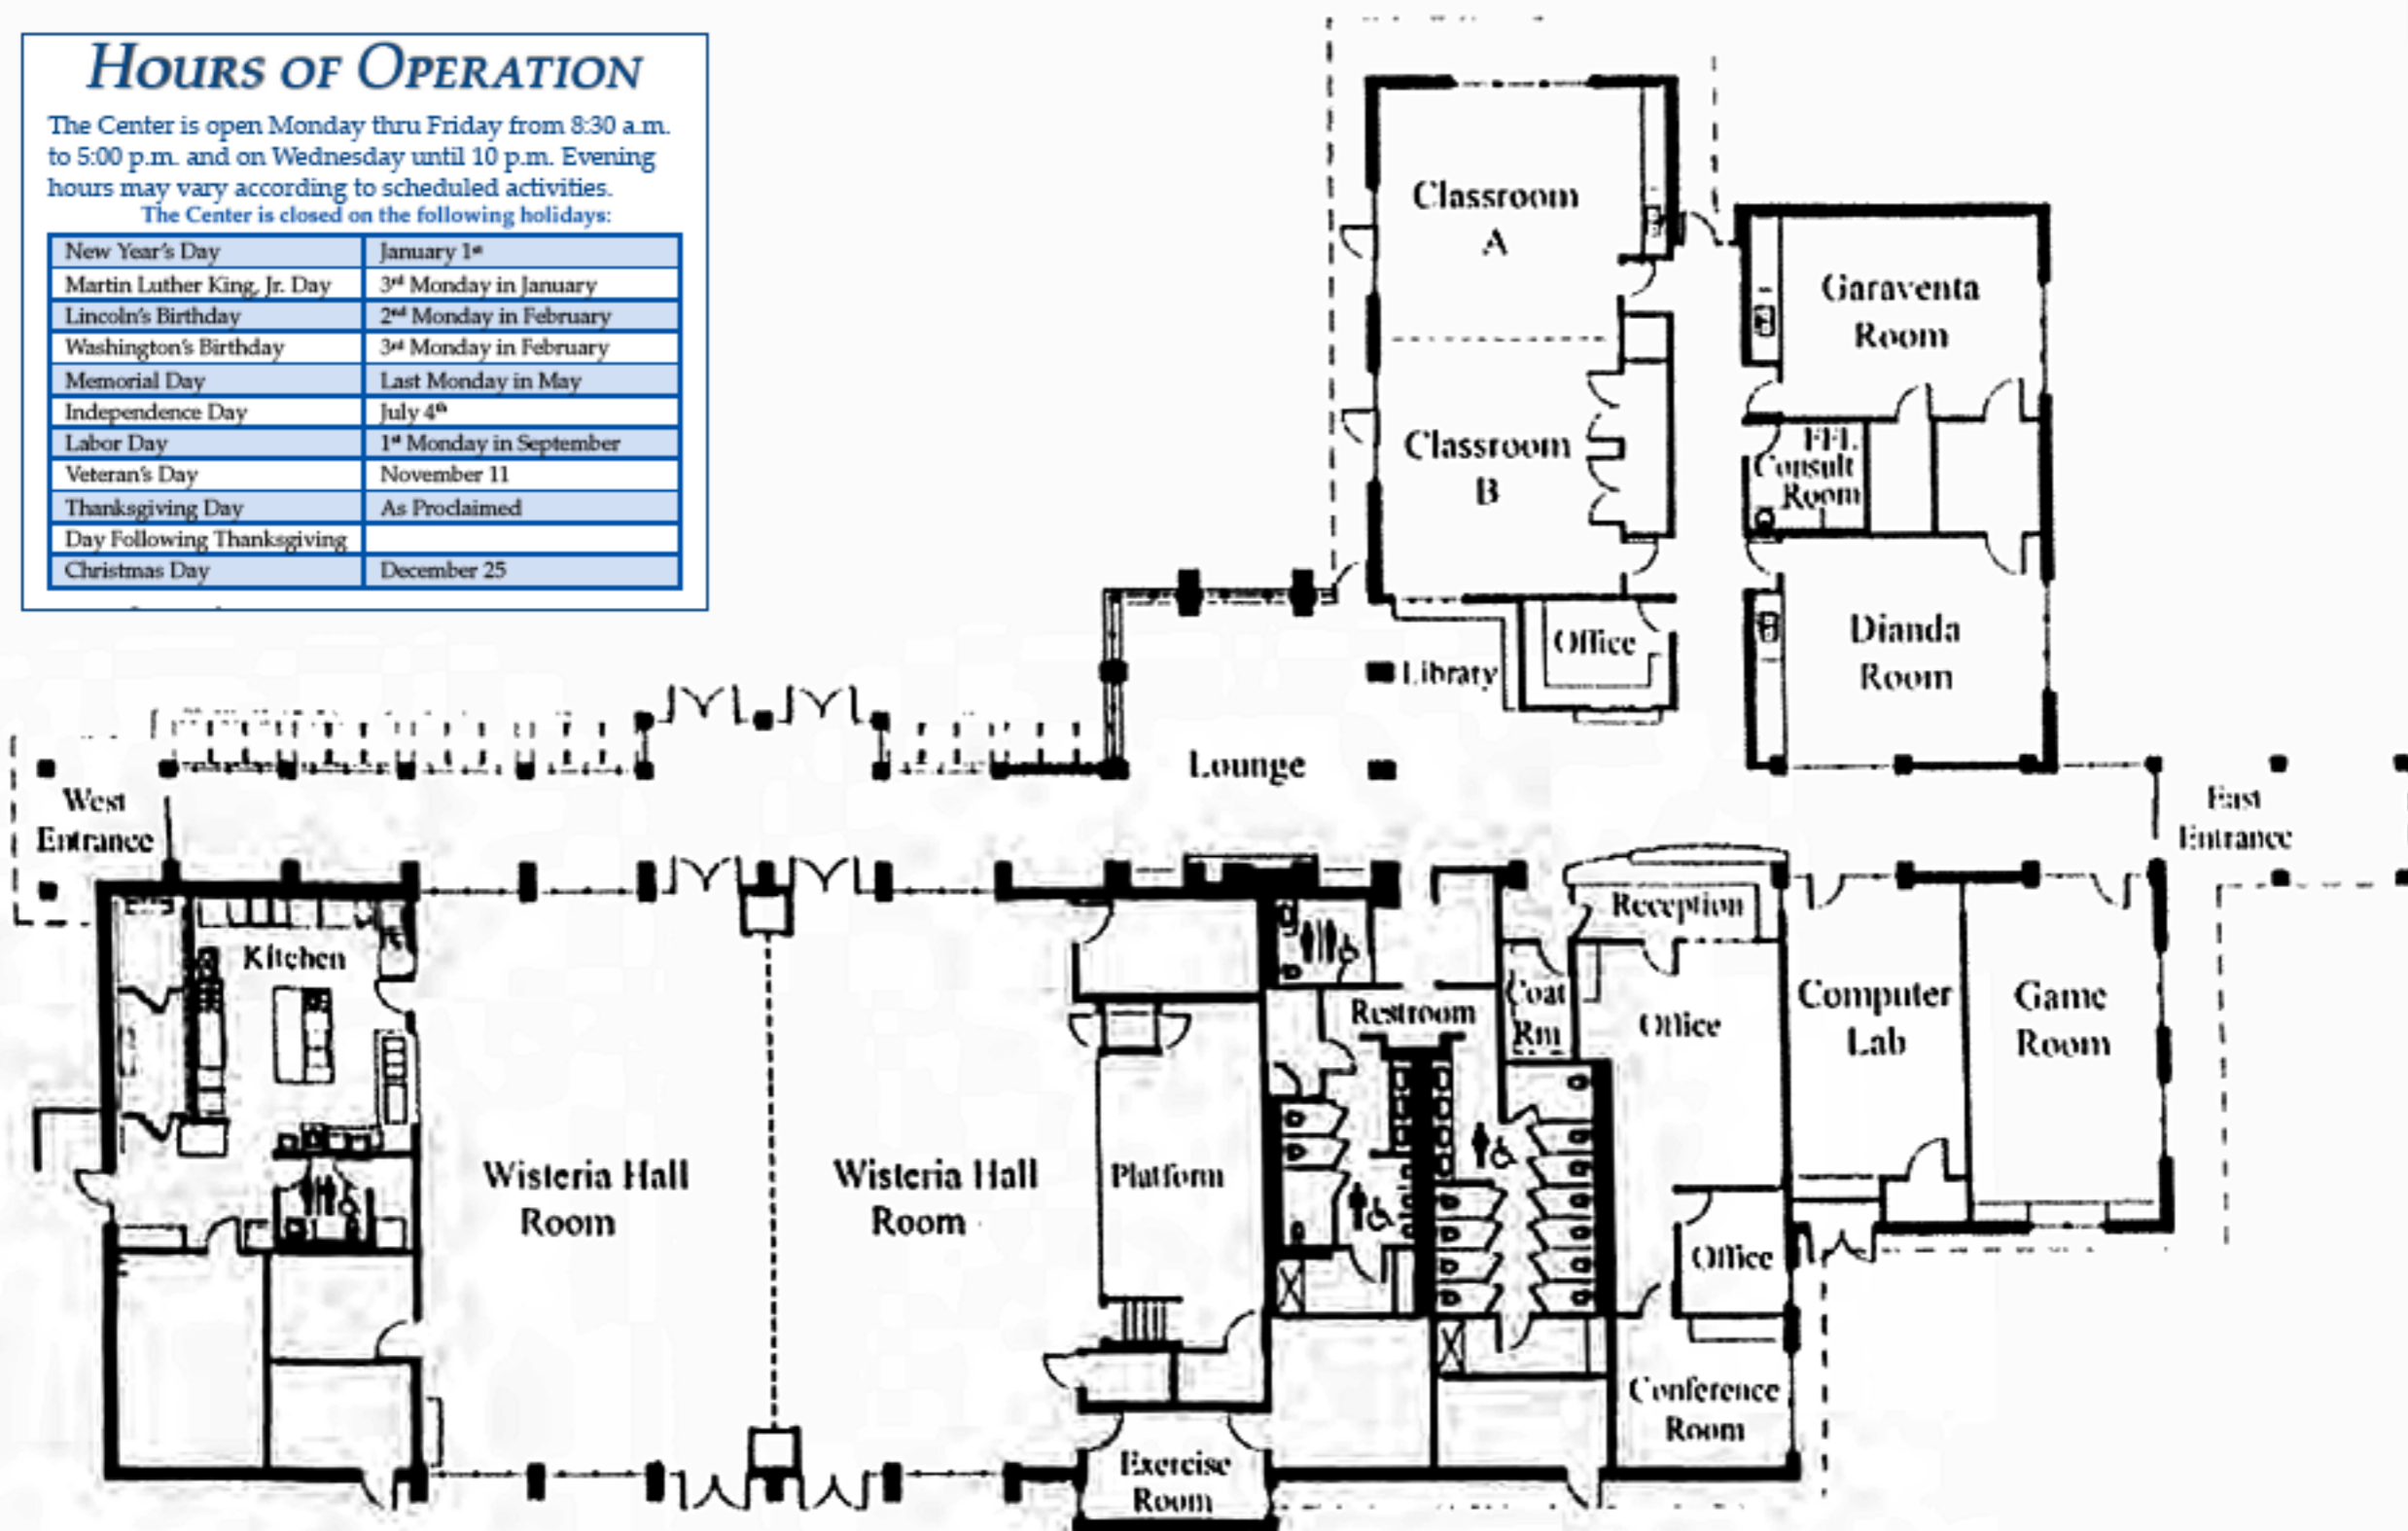 HOURS OF OPERATION
The Center is open Monday thru Friday from 8:30 a.m.
to 5:00 p.m. and on Wednesday until 10 p.m. Evening
hours may vary according to scheduled activities.
The Center is closed on the following holidays:
New Year's Day January 1st
Martin Luther King, Jr. Day 3rd Monday in January
Lincoln's Birthday 2nd Monday in February
Washington's Birthday 3rd Monday in February
Memorial Day Last Monday in May
Independence Day July 4th
Labor Day 1st Monday in September
Veteran's Day November 11
Thanksgiving Day As Proclaimed
Day Following Thanksgiving
Christmas Day December 25
Classroom
A
Garaventa
Room
Classroom
B
Consult
Room
Office
Library
Dianda
Room
Lounge
West
Entrance
East
Entrance
Kitchen
Reception
Restroom
Coat
Rm
Office
Computer
Lab
Game
Room
Wisteria Hall
Room
Wisteria Hall
Room
Platform
Office
Conference
Room
Exercise
Room